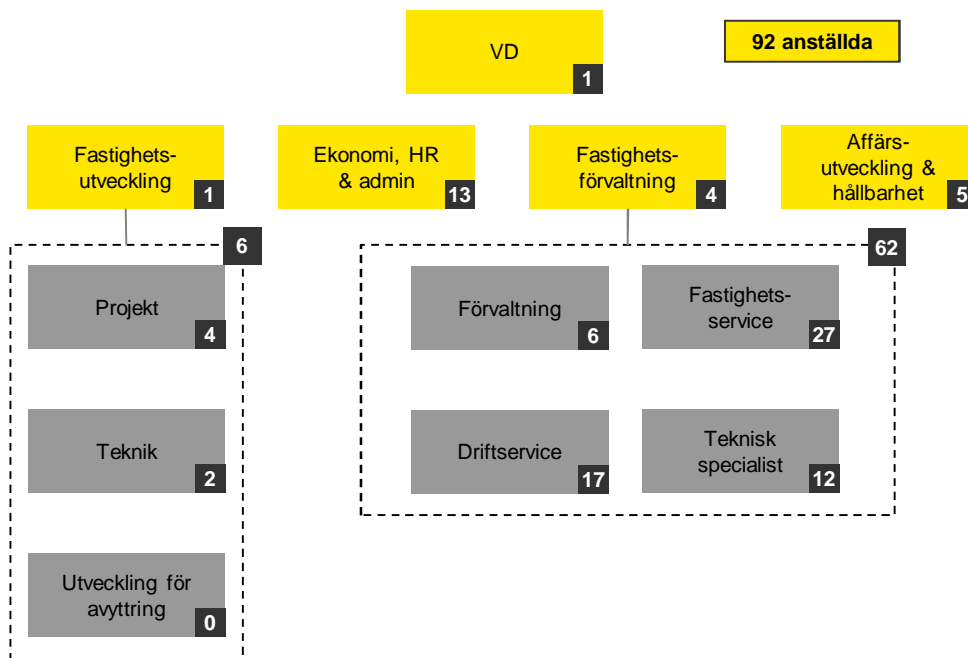 VD
1
92 anställda
Fastighets-
utveckling
1
Ekonomi, HR
& admin
13
Fastighets-
förvaltning
4
Affärs-
utveckling &
hållbarhet
5
6
Projekt
4
Teknik
2
Utveckling för
avyttring
0
62
Förvaltning
6
Fastighets-
service
27
Driftservice
17
Teknisk
specialist
12